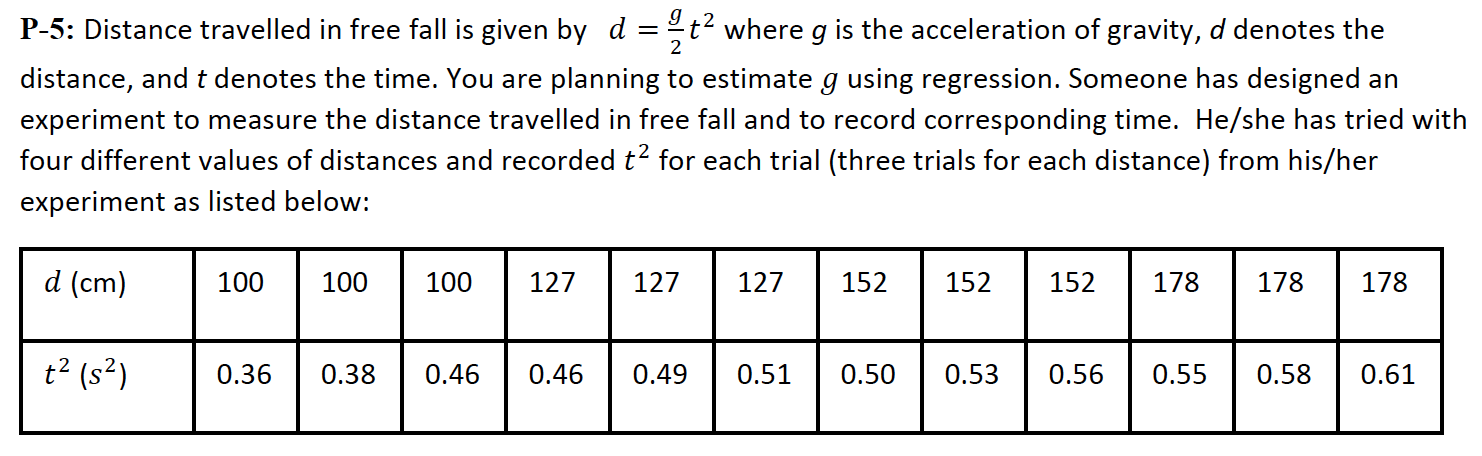 P-5: Distance travelled in free fall is given by d = g/2 t² where g is the acceleration of gravity, d denotes the
distance, and t denotes the time. You are planning to estimate g using regression. Someone has designed an
experiment to measure the distance travelled in free fall and to record corresponding time. He/she has tried with
four different values of distances and recorded t² for each trial (three trials for each distance) from his/her
experiment as listed below:
d (cm) 100 100 100 127 127 127 152 152 152 178 178 178
t² (s²) 0.36 0.38 0.46 0.46 0.49 0.51 0.50 0.53 0.56 0.55 0.58 0.61